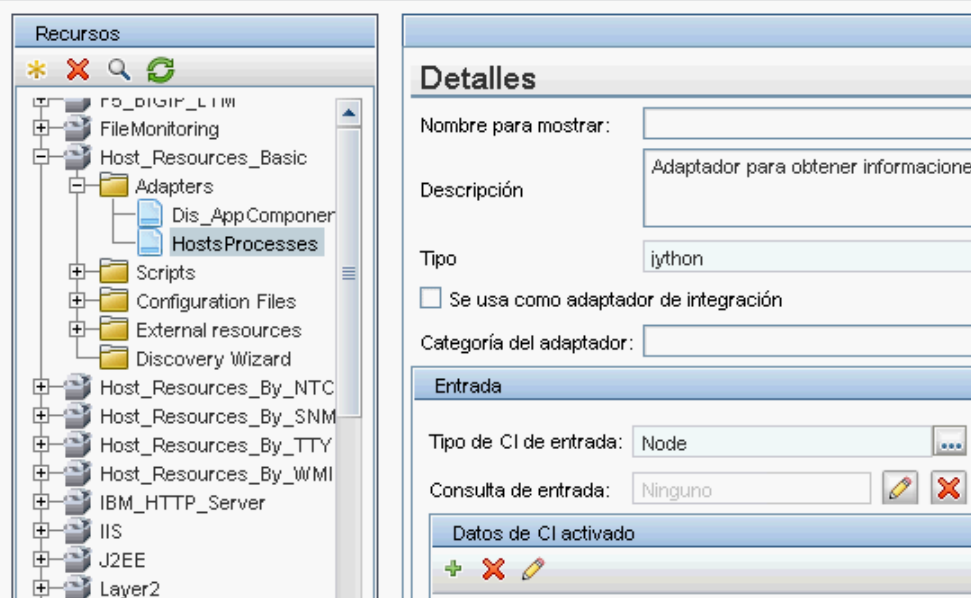 Recursos
F5_BIGIP_LTM
FileMonitoring
Host_Resources_Basic
Adapters
Dis_AppComponer
HostsProcesses
Scripts
Configuration Files
External resources
Discovery Wizard
Host_Resources_By_NTC
Host_Resources_By_SNM
Host_Resources_By_TTY
Host_Resources_By_WMI
IBM_HTTP_Server
IIS
J2EE
Layer2
Detalles
Nombre para mostrar:
Descripción
Adaptador para obtener informacione
Tipo
jython
Se usa como adaptador de integración
Categoría del adaptador:
Entrada
Tipo de CI de entrada:
Node
...
Consulta de entrada:
Ninguno
Datos de CI activado